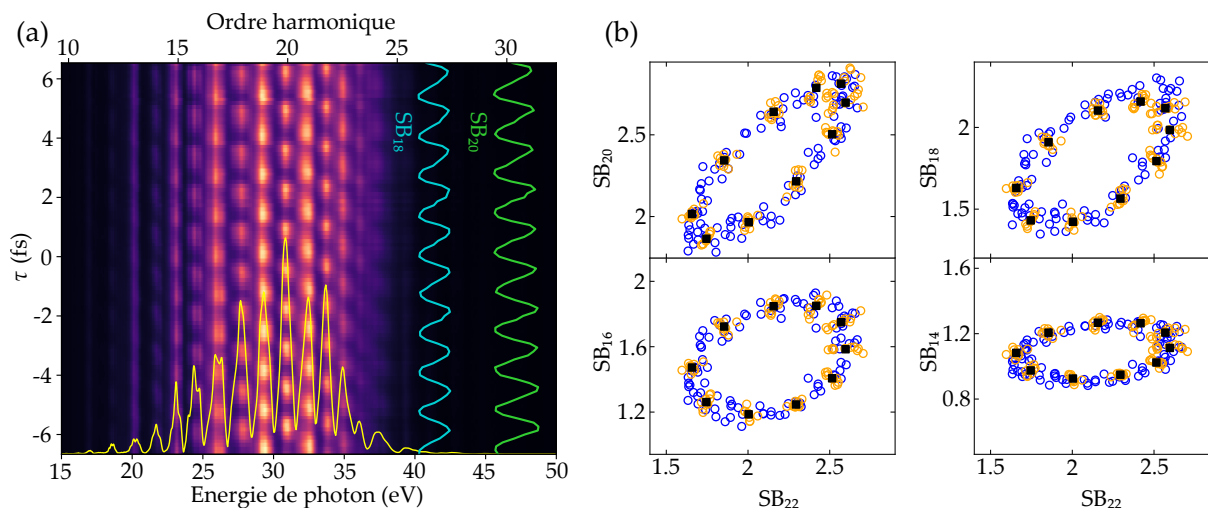 (a)
Ordre harmonique
10 15 20 25 30
6
4
2
0
−2
−4
−6
τ (fs)
SB18
SB20
15 20 25 30 35 40 45 50
Energie de photon (eV)
(b)
2.5
2
SB20
2
1.5
SB18
1.6
1.2
SB16
1.6
1.2
0.8
SB14
1.5 2 2.5
SB22
1.5 2 2.5
SB22